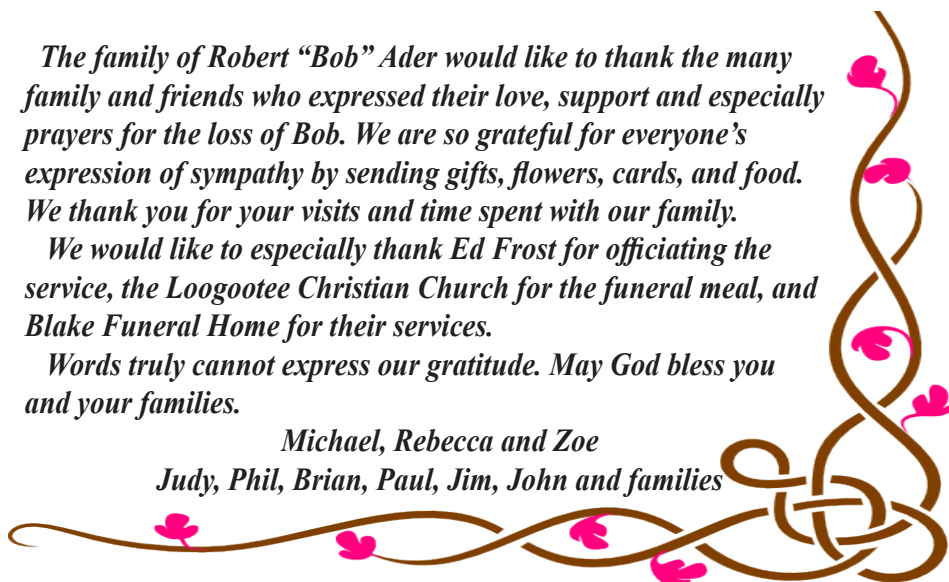 The family of Robert “Bob” Ader would like to thank the many
family and friends who expressed their love, support and especially
prayers for the loss of Bob. We are so grateful for everyone’s
expression of sympathy by sending gifts, flowers, cards, and food.
We thank you for your visits and time spent with our family.
We would like to especially thank Ed Frost for officiating the
service, the Loogootee Christian Church for the funeral meal, and
Blake Funeral Home for their services.
Words truly cannot express our gratitude. May God bless you
and your families.
Michael, Rebecca and Zoe
Judy, Phil, Brian, Paul, Jim, John and families